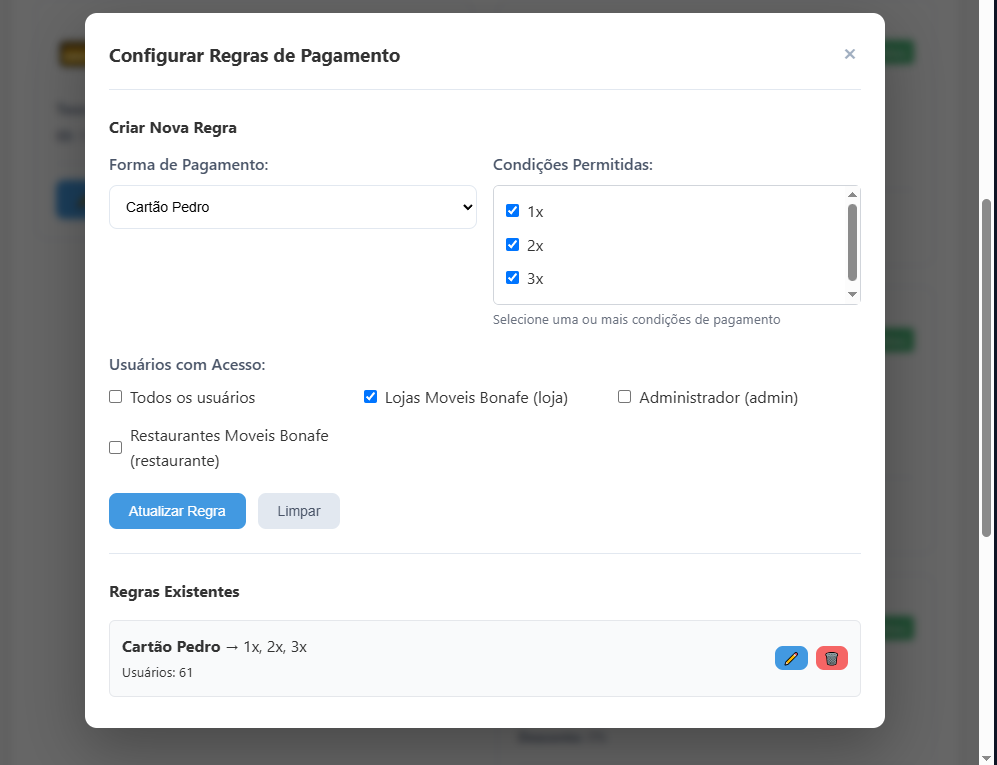 Configurar Regras de Pagamento
×
Criar Nova Regra
Forma de Pagamento:
Cartão Pedro
Condições Permitidas:
1x
2x
3x
Selecione uma ou mais condições de pagamento
Usuários com Acesso:
Todos os usuários
Lojas Moveis Bonafe (loja)
Administrador (admin)
Restaurantes Moveis Bonafe
(restaurante)
Atualizar Regra
Limpar
Regras Existentes
Cartão Pedro → 1x, 2x, 3x
Usuários: 61